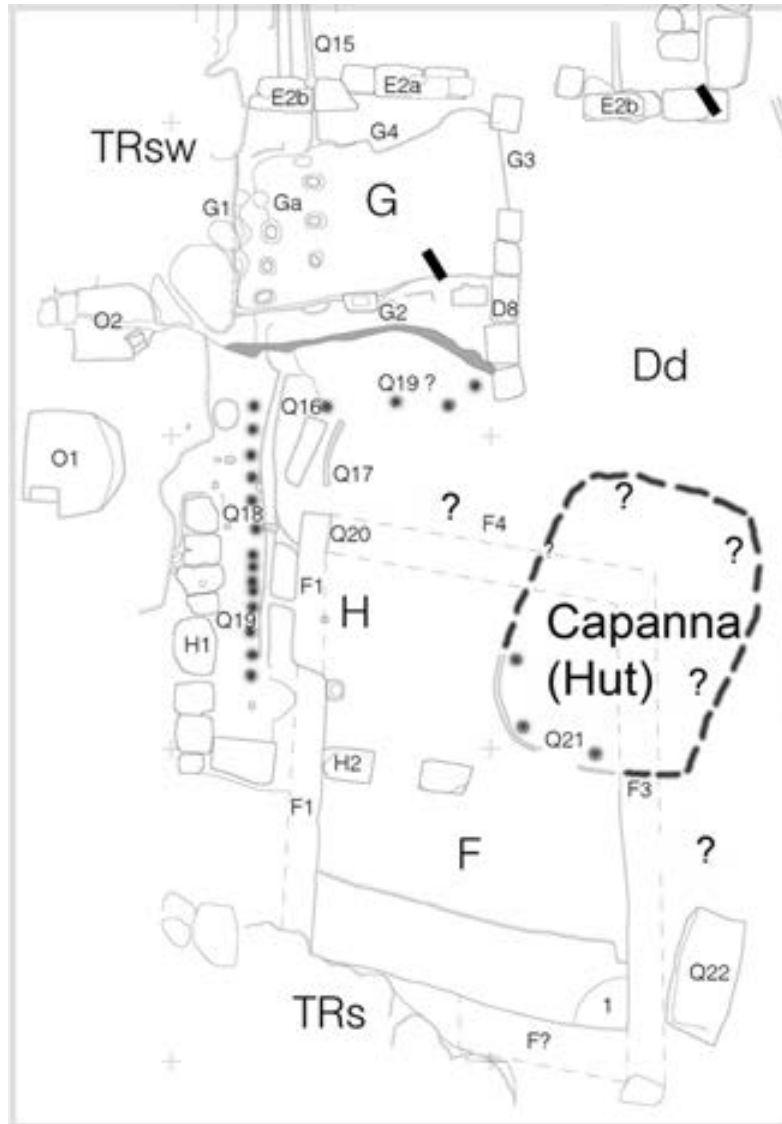 Q15
E2b
E2a
E2b
TRsw
G4
G3
G1
Ga
G
O2
G2
D8
Dd
Q16
Q19 ?
O1
Q17
?
Q18
?
F4
Q20
?
?
F1
H
Capanna
(Hut)
Q19
H1
?
Q21
H2
F3
F1
F
?
Q22
TRs
1
F?